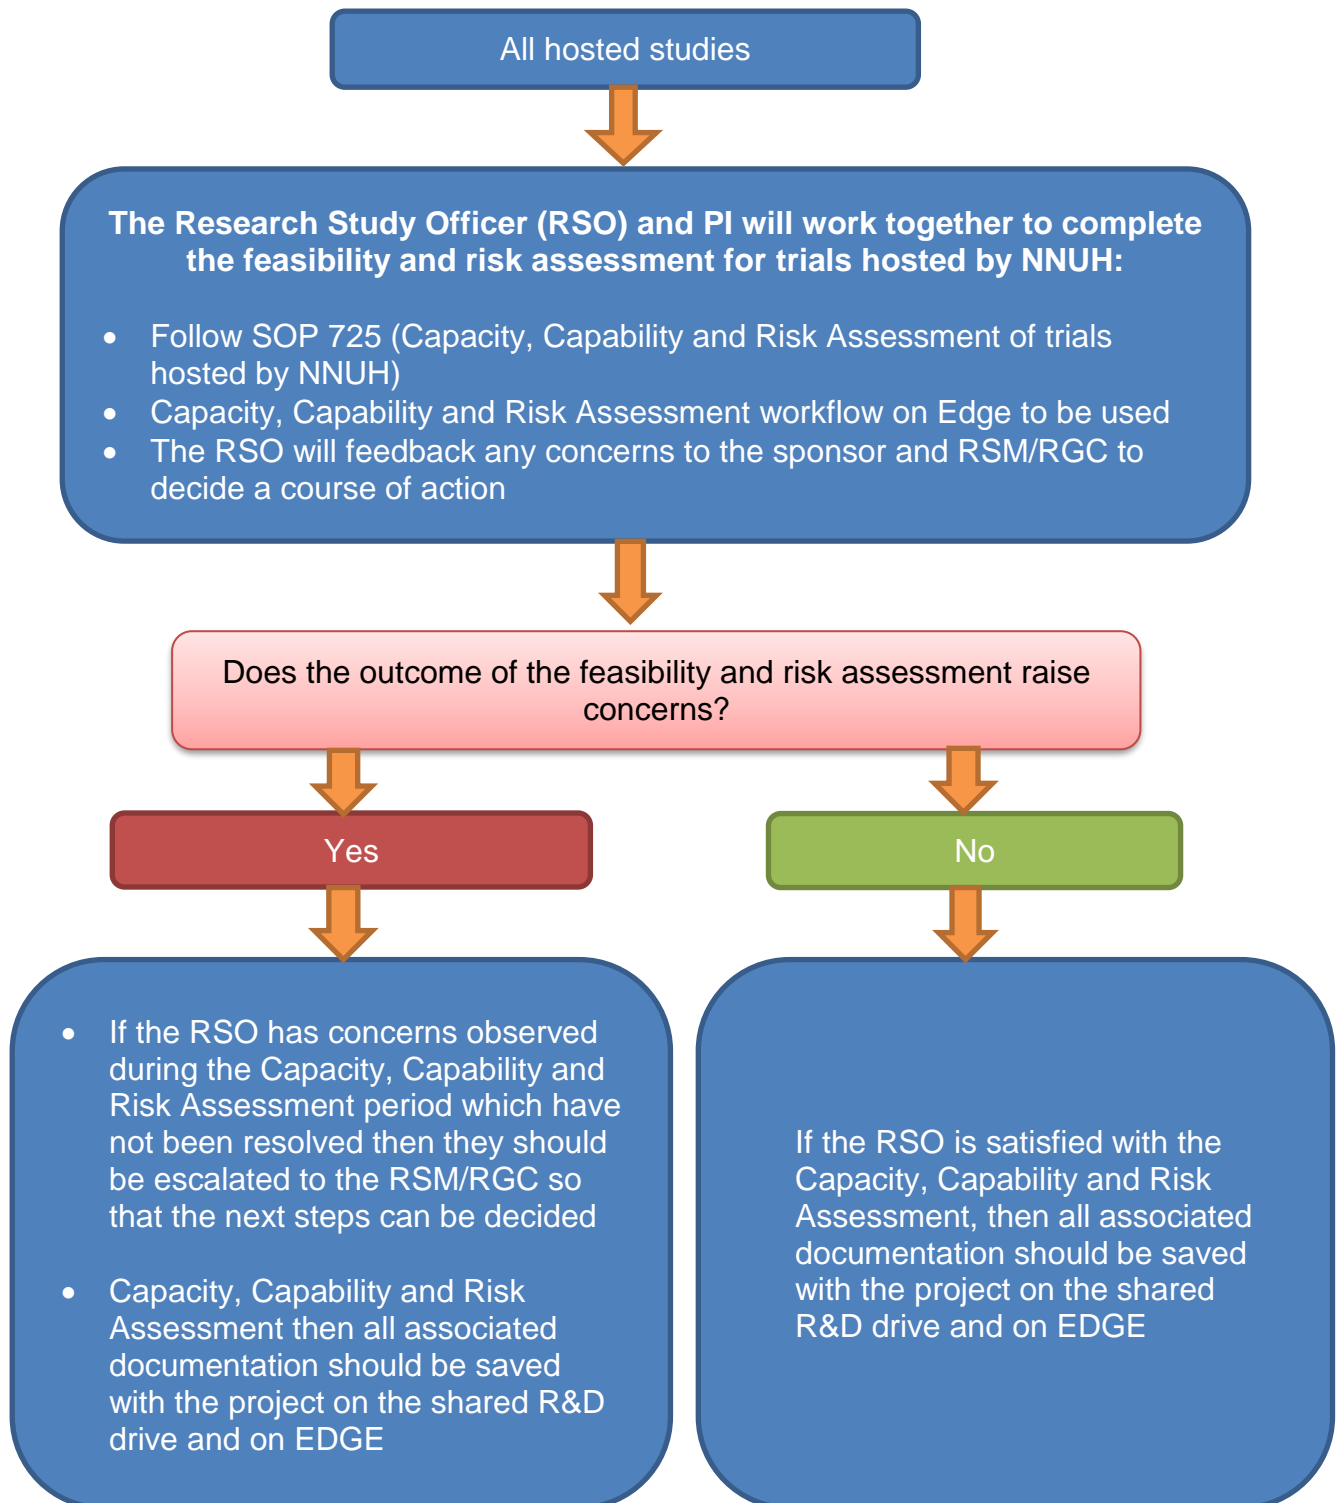 All hosted studies
The Research Study Officer (RSO) and PI will work together to complete
the feasibility and risk assessment for trials hosted by NNUH:
• Follow SOP 725 (Capacity, Capability and Risk Assessment of trials
hosted by NNUH)
• Capacity, Capability and Risk Assessment workflow on Edge to be used
• The RSO will feedback any concerns to the sponsor and RSM/RGC to
decide a course of action
Does the outcome of the feasibility and risk assessment raise
concerns?
Yes
No
• If the RSO has concerns observed
during the Capacity, Capability and
Risk Assessment period which have
not been resolved then they should
be escalated to the RSM/RGC so
that the next steps can be decided
• Capacity, Capability and Risk
Assessment then all associated
documentation should be saved
with the project on the shared R&D
drive and on EDGE
If the RSO is satisfied with the
Capacity, Capability and Risk
Assessment, then all associated
documentation should be saved
with the project on the shared
R&D drive and on EDGE